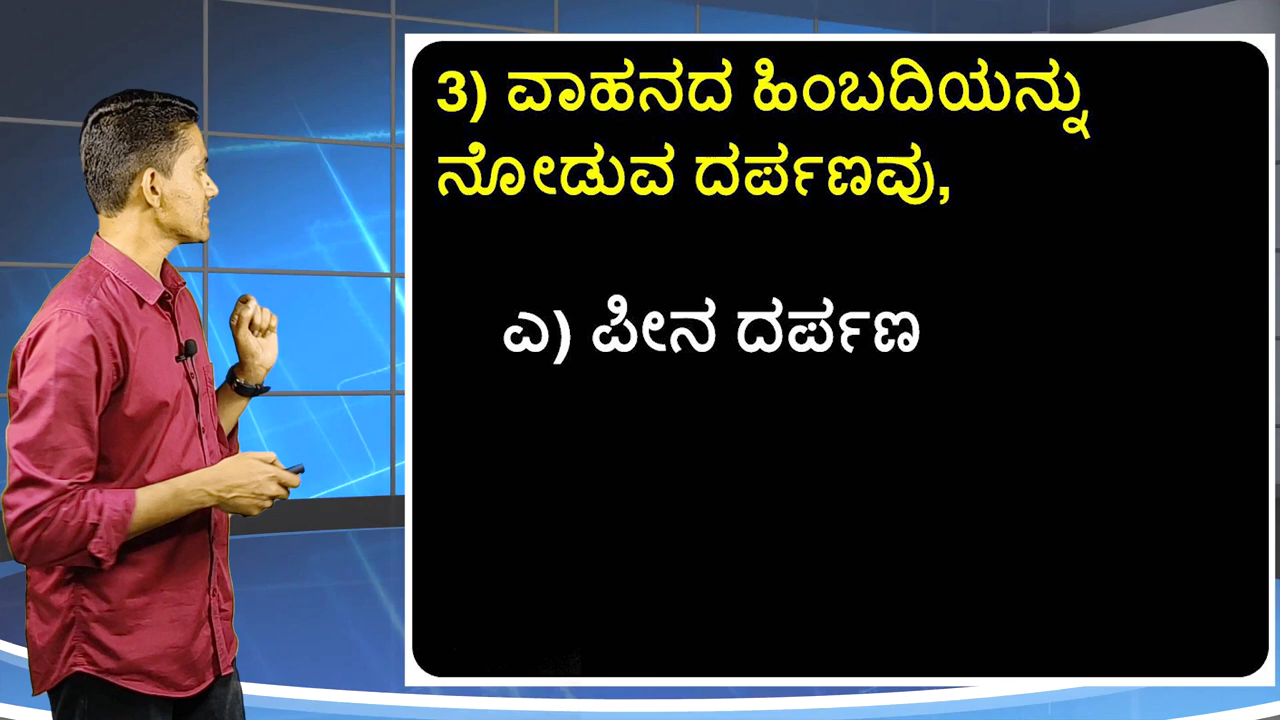 3) ವಾಹನದ ಹಿಂಬದಿಯನ್ನು
ನೋಡುವ ದರ್ಪಣವು,
ಎ) ಪೀನ ದರ್ಪಣ